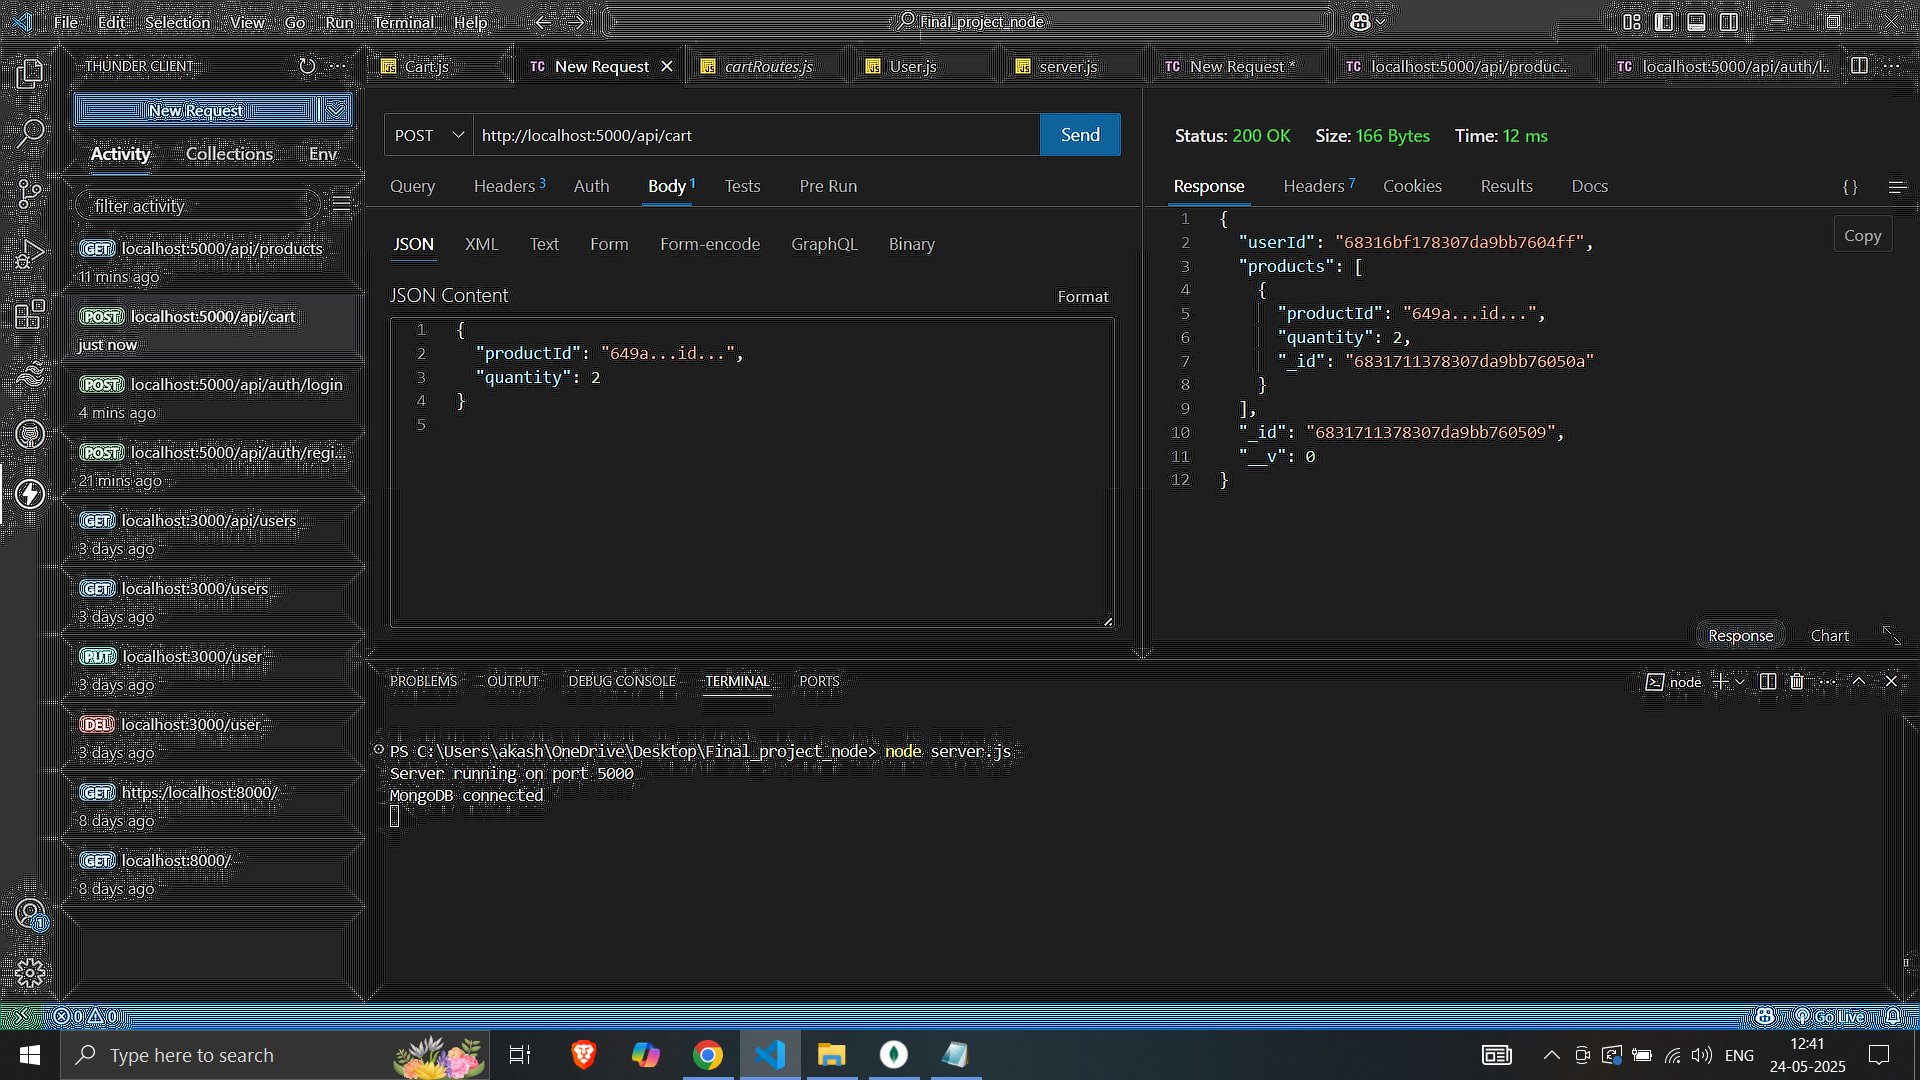 File Edit Selection View Go Run Terminal Help
Final_project_node
THUNDER CLIENT
New Request
Activity Collections Env
filter activity
GET localhost:5000/api/products
11 mins ago
POST localhost:5000/api/cart
just now
POST localhost:5000/api/auth/login
4 mins ago
POST localhost:5000/api/auth/regi...
21 mins ago
GET localhost:3000/api/users
3 days ago
GET localhost:3000/users
3 days ago
PUT localhost:3000/user
3 days ago
DEL localhost:3000/user
3 days ago
GET https:/localhost:8000/
8 days ago
GET localhost:8000/
8 days ago
JS Cart.js TC New Request JS cartRoutes.js JS User.js JS server.js TC New Request * TC localhost:5000/api/produc... TC localhost:5000/api/auth/l...
POST http://localhost:5000/api/cart Send
Query Headers 3 Auth Body 1 Tests Pre Run
JSON XML Text Form Form-encode GraphQL Binary
JSON Content Format
1 {
2 "productId": "649a...id...",
3 "quantity": 2
4 }
5
Status: 200 OK Size: 166 Bytes Time: 12 ms
Response Headers 7 Cookies Results Docs { }
Copy
1 {
2 "userId": "68316bf178307da9bb7604ff",
3 "products": [
4 {
5 "productId": "649a...id...",
6 "quantity": 2,
7 "_id": "6831711378307da9bb76050a"
8 }
9 ],
10 "_id": "6831711378307da9bb760509",
11 "__v": 0
12 }
Response Chart
PROBLEMS OUTPUT DEBUG CONSOLE TERMINAL PORTS
node
PS C:\Users\akash\OneDrive\Desktop\Final_project_node> node server.js
Server running on port 5000
MongoDB connected
1
0 0
Go Live
Type here to search
ENG
12:41
24-05-2025